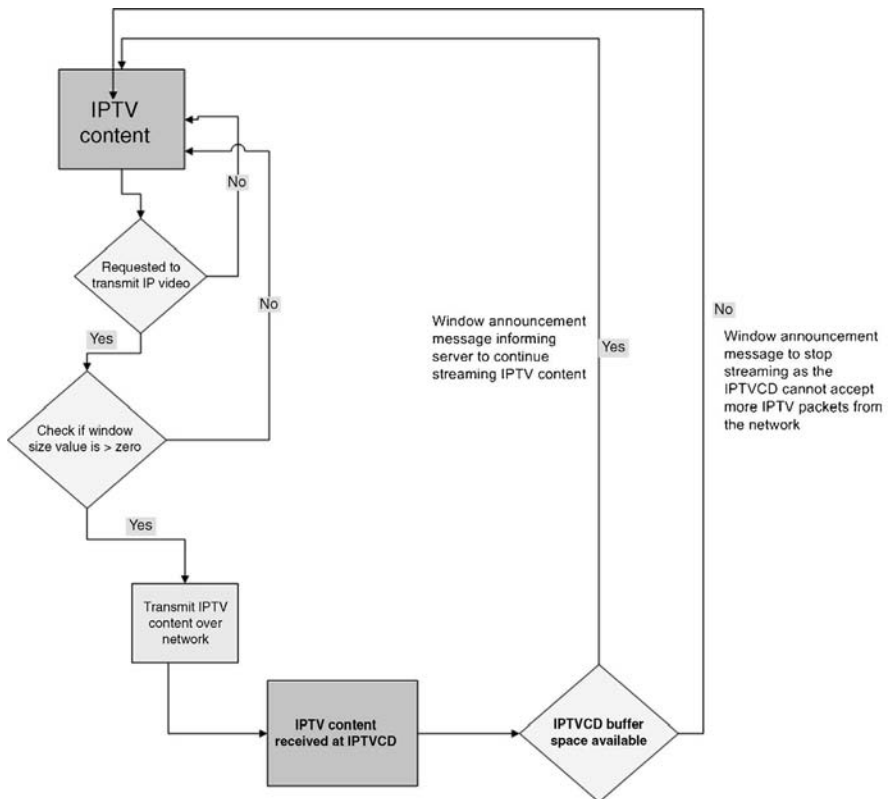 IPTV
content
No
Requested to
transmit IP video
No
Yes
Check if window
size value is > zero
Yes
Transmit IPTV
content over
network
IPTV content
received at IPTVCD
IPTVCD buffer
space available
Window announcement
message informing
server to continue
streaming IPTV content
Yes
No
Window announcement
message to stop
streaming as the
IPTVCD cannot accept
more IPTV packets from
the network